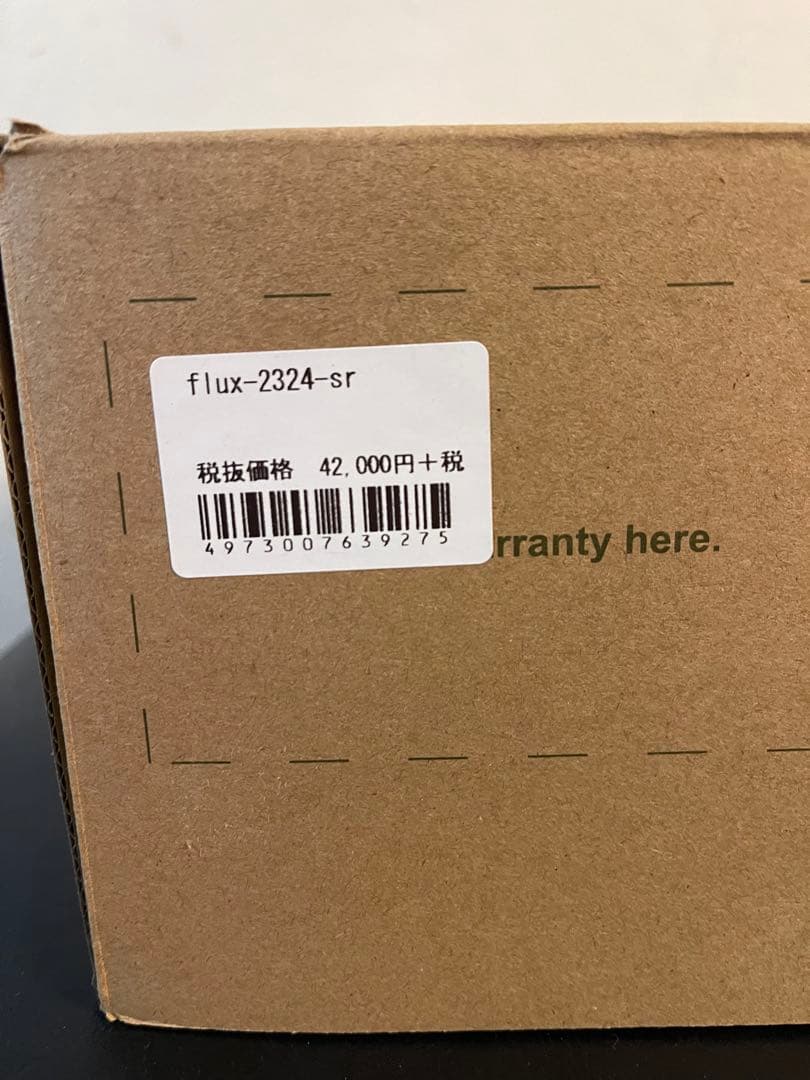 flux-2324-sr
税抜価格 42,000円+税
4973007639275
rranty here.